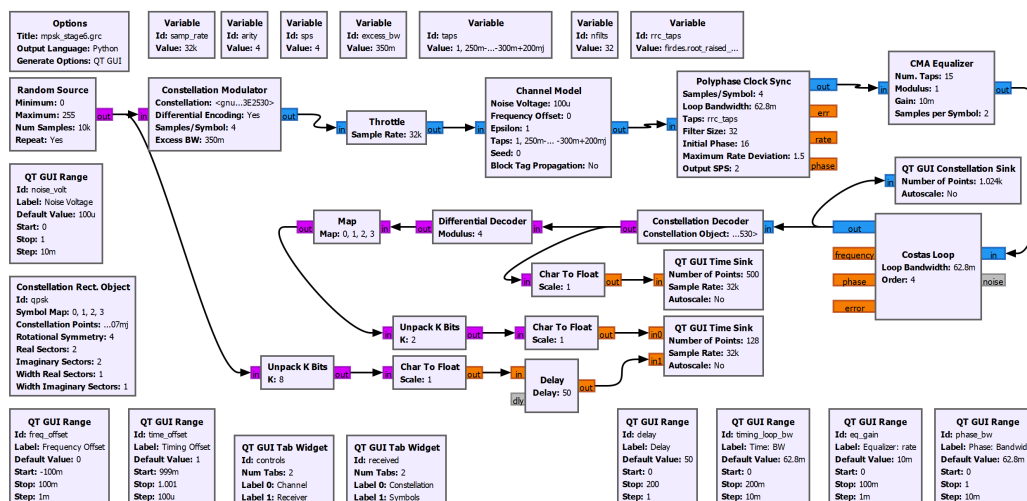 Options
Title: mpsk_stage6.grc
Output Language: Python
Generate Options: QT GUI
Variable
Id: samp_rate
Value: 32k
Variable
Id: arity
Value: 4
Variable
Id: sps
Value: 4
Variable
Id: excess_bw
Value: 350m
Variable
Id: taps
Value: 1, 250m-...-300m+200mj
Variable
Id: nfilts
Value: 32
Variable
Id: rrc_taps
Value: firdes.root_raised_...
Random Source
Minimum: 0
Maximum: 255
Num Samples: 10k
Repeat: Yes
out
in
Constellation Modulator
Constellation: <gnu...3E2530>
Differential Encoding: Yes
Samples/Symbol: 4
Excess BW: 350m
out
in
Throttle
Sample Rate: 32k
out
in
Channel Model
Noise Voltage: 100u
Frequency Offset: 0
Epsilon: 1
Taps: 1, 250m-... -300m+200mj
Seed: 0
Block Tag Propagation: No
out
in
Polyphase Clock Sync
Samples/Symbol: 4
Loop Bandwidth: 62.8m
Taps: rrc_taps
Filter Size: 32
Initial Phase: 16
Maximum Rate Deviation: 1.5
Output SPS: 2
out
err
rate
phase
in
CMA Equalizer
Num. Taps: 15
Modulus: 1
Gain: 10m
Samples per Symbol: 2
out
QT GUI Range
Id: noise_volt
Label: Noise Voltage
Default Value: 100u
Start: 0
Stop: 1
Step: 10m
in
QT GUI Constellation Sink
Number of Points: 1.024k
Autoscale: No
out
Map
Map: 0, 1, 2, 3
in
out
Differential Decoder
Modulus: 4
in
out
Constellation Decoder
Constellation Object: ...530>
in
out
frequency
phase
error
Costas Loop
Loop Bandwidth: 62.8m
Order: 4
in
noise
in
Char To Float
Scale: 1
out
in
QT GUI Time Sink
Number of Points: 500
Sample Rate: 32k
Autoscale: No
Constellation Rect. Object
Id: qpsk
Symbol Map: 0, 1, 2, 3
Constellation Points: ...07mj
Rotational Symmetry: 4
Real Sectors: 2
Imaginary Sectors: 2
Width Real Sectors: 1
Width Imaginary Sectors: 1
in
Unpack K Bits
K: 2
out
in
Char To Float
Scale: 1
out
in0
in1
QT GUI Time Sink
Number of Points: 128
Sample Rate: 32k
Autoscale: No
in
Unpack K Bits
K: 8
out
in
Char To Float
Scale: 1
out
in
dly
Delay
Delay: 50
out
QT GUI Range
Id: freq_offset
Label: Frequency Offset
Default Value: 0
Start: -100m
Stop: 100m
Step: 1m
QT GUI Range
Id: time_offset
Label: Timing Offset
Default Value: 1
Start: 999m
Stop: 1.001
Step: 100u
QT GUI Tab Widget
Id: controls
Num Tabs: 2
Label 0: Channel
Label 1: Receiver
QT GUI Tab Widget
Id: received
Num Tabs: 2
Label 0: Constellation
Label 1: Symbols
QT GUI Range
Id: delay
Label: Delay
Default Value: 50
Start: 0
Stop: 200
Step: 1
QT GUI Range
Id: timing_loop_bw
Label: Time: BW
Default Value: 62.8m
Start: 0
Stop: 200m
Step: 10m
QT GUI Range
Id: eq_gain
Label: Equalizer: rate
Default Value: 10m
Start: 0
Stop: 100m
Step: 1m
QT GUI Range
Id: phase_bw
Label: Phase: Bandwid
Default Value: 62.8m
Start: 0
Stop: 1
Step: 10m